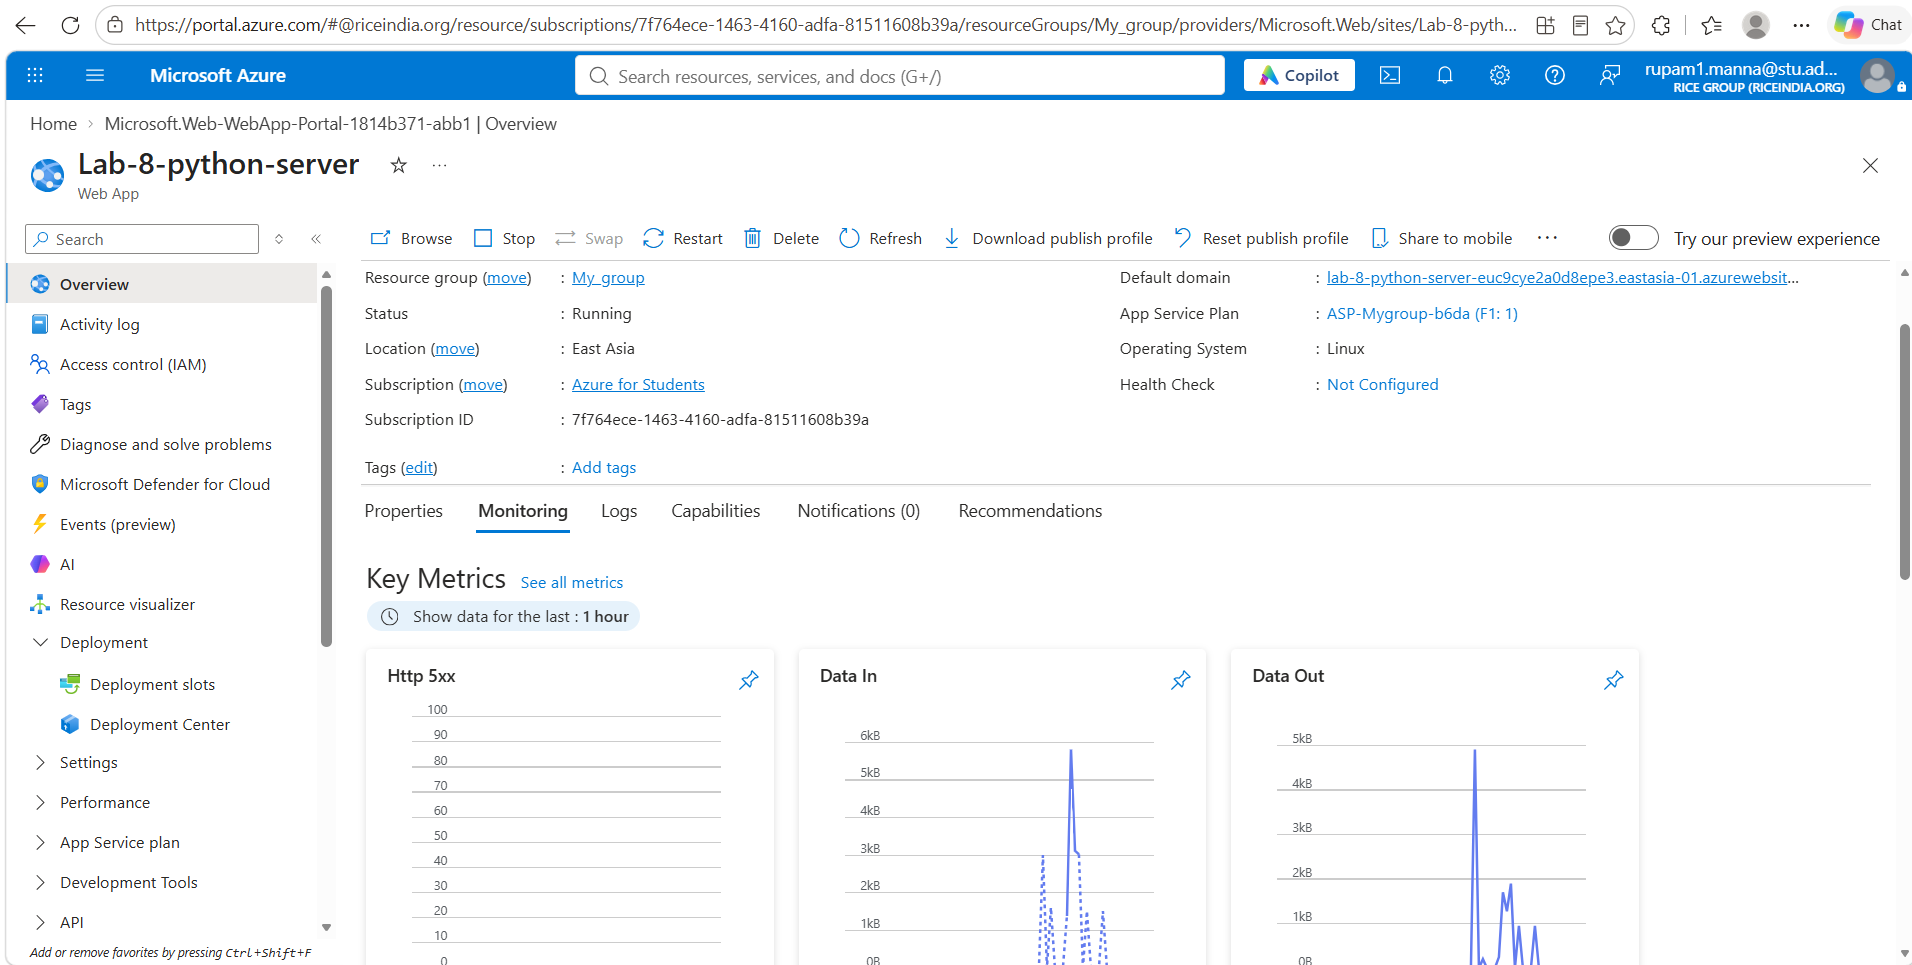 https://portal.azure.com/#@riceindia.org/resource/subscriptions/7f764ece-1463-4160-adfa-81511608b39a/resourceGroups/My_group/providers/Microsoft.Web/sites/Lab-8-pyth...
Chat
Microsoft Azure
Search resources, services, and docs (G+/)
Copilot
rupam1.manna@stu.ad...
RICE GROUP (RICEINDIA.ORG)
Home > Microsoft.Web-WebApp-Portal-1814b371-abb1 | Overview
Lab-8-python-server
Web App
Search
Browse Stop Swap Restart Delete Refresh Download publish profile Reset publish profile Share to mobile ... Try our preview experience
Overview
Activity log
Access control (IAM)
Tags
Diagnose and solve problems
Microsoft Defender for Cloud
Events (preview)
AI
Resource visualizer
Deployment
Deployment slots
Deployment Center
Settings
Performance
App Service plan
Development Tools
API
Add or remove favorites by pressing Ctrl+Shift+F
Resource group (move) : My_group
Status : Running
Location (move) : East Asia
Subscription (move) : Azure for Students
Subscription ID : 7f764ece-1463-4160-adfa-81511608b39a
Tags (edit) : Add tags
Default domain : lab-8-python-server-euc9cye2a0d8epe3.eastasia-01.azurewebsit...
App Service Plan : ASP-Mygroup-b6da (F1: 1)
Operating System : Linux
Health Check : Not Configured
Properties Monitoring Logs Capabilities Notifications (0) Recommendations
Key Metrics See all metrics
Show data for the last : 1 hour
Http 5xx
100
90
80
70
60
50
40
30
20
10
0
Data In
6kB
5kB
4kB
3kB
2kB
1kB
0B
Data Out
5kB
4kB
3kB
2kB
1kB
0B